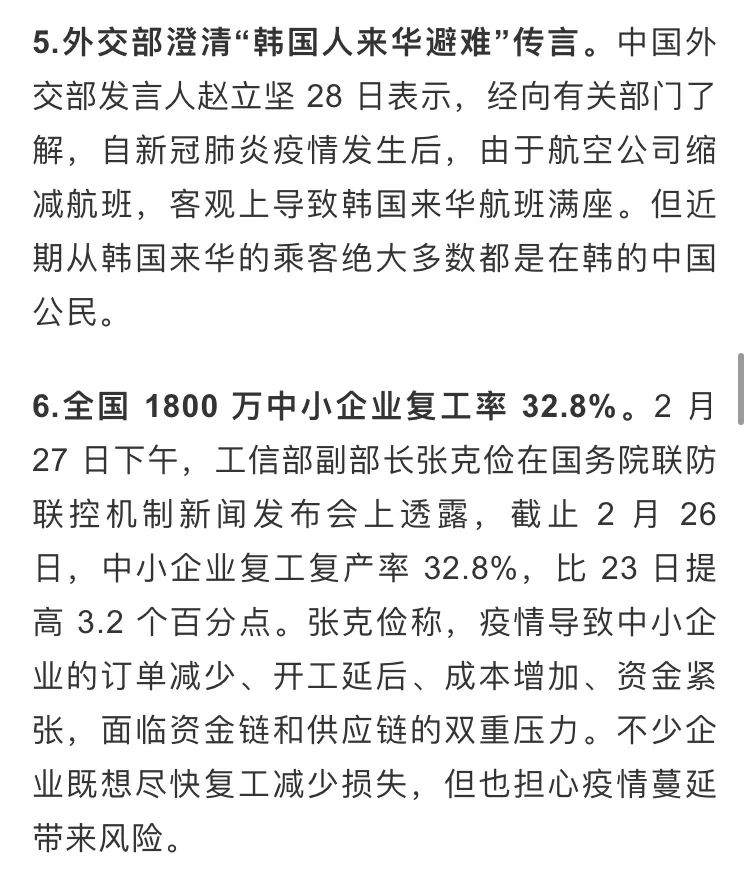 5.外交部澄清“韩国人来华避难”传言。中国外
交部发言人赵立坚 28 日表示，经向有关部门了
解，自新冠肺炎疫情发生后，由于航空公司缩
减航班，客观上导致韩国来华航班满座。但近
期从韩国来华的乘客绝大多数都是在韩的中国
公民。
6.全国 1800 万中小企业复工率 32.8%。2 月
27 日下午，工信部副部长张克俭在国务院联防
联控机制新闻发布会上透露，截止 2 月 26
日，中小企业复工复产率 32.8%，比 23 日提
高 3.2 个百分点。张克俭称，疫情导致中小企
业的订单减少、开工延后、成本增加、资金紧
张，面临资金链和供应链的双重压力。不少企
业既想尽快复工减少损失，但也担心疫情蔓延
带来风险。